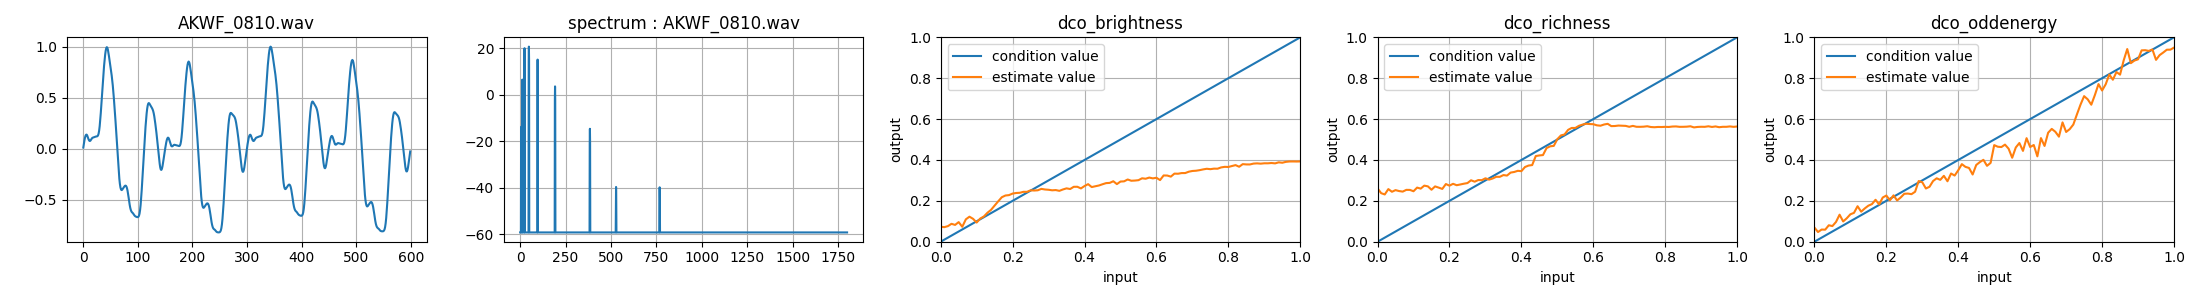 AKWF_0810.wav
1.0
0.5
0.0
−0.5
0 100 200 300 400 500 600
spectrum : AKWF_0810.wav
20
0
−20
−40
−60
0 250 500 750 1000 1250 1500 1750
dco_brightness
condition value
estimate value
output
1.0
0.8
0.6
0.4
0.2
0.0
0.0 0.2 0.4 0.6 0.8 1.0
input
dco_richness
condition value
estimate value
output
1.0
0.8
0.6
0.4
0.2
0.0
0.0 0.2 0.4 0.6 0.8 1.0
input
dco_oddenergy
condition value
estimate value
output
1.0
0.8
0.6
0.4
0.2
0.0
0.0 0.2 0.4 0.6 0.8 1.0
input